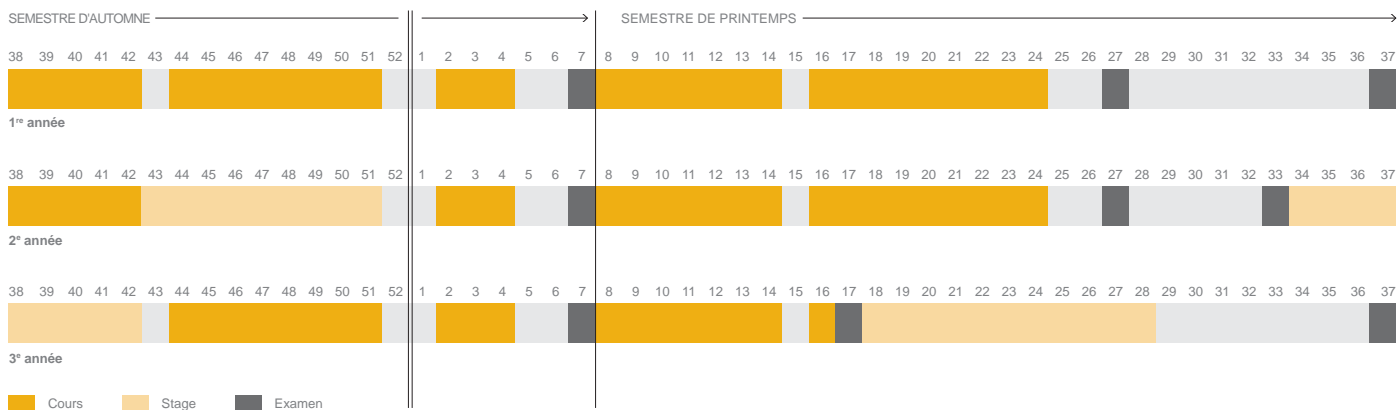 SEMESTRE D'AUTOMNE SEMESTRE DE PRINTEMPS
38 39 40 41 42 43 44 45 46 47 48 49 50 51 52 1 2 3 4 5 6 7 8 9 10 11 12 13 14 15 16 17 18 19 20 21 22 23 24 25 26 27 28 29 30 31 32 33 34 35 36 37
1re année
38 39 40 41 42 43 44 45 46 47 48 49 50 51 52 1 2 3 4 5 6 7 8 9 10 11 12 13 14 15 16 17 18 19 20 21 22 23 24 25 26 27 28 29 30 31 32 33 34 35 36 37
2e année
38 39 40 41 42 43 44 45 46 47 48 49 50 51 52 1 2 3 4 5 6 7 8 9 10 11 12 13 14 15 16 17 18 19 20 21 22 23 24 25 26 27 28 29 30 31 32 33 34 35 36 37
3e année
Cours Stage Examen